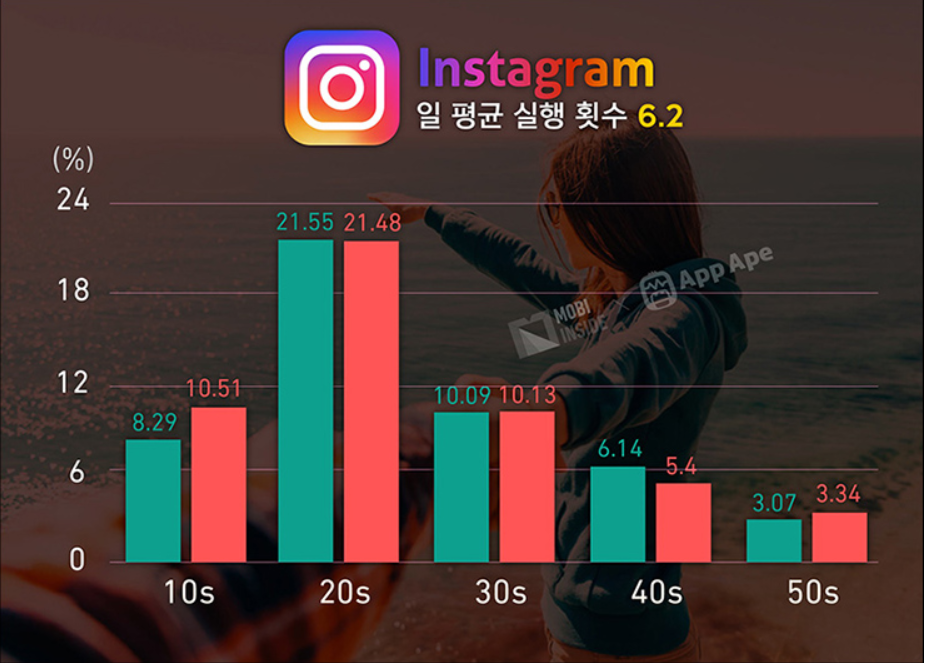 Instagram
일 평균 실행 횟수 6.2
(%)
24
21.55 21.48
App Ape
18
MOBI
INSIDE
×
12
10.51
10.09 10.13
8.29
6.14
6
5.4
3.07 3.34
0
10s 20s 30s 40s 50s